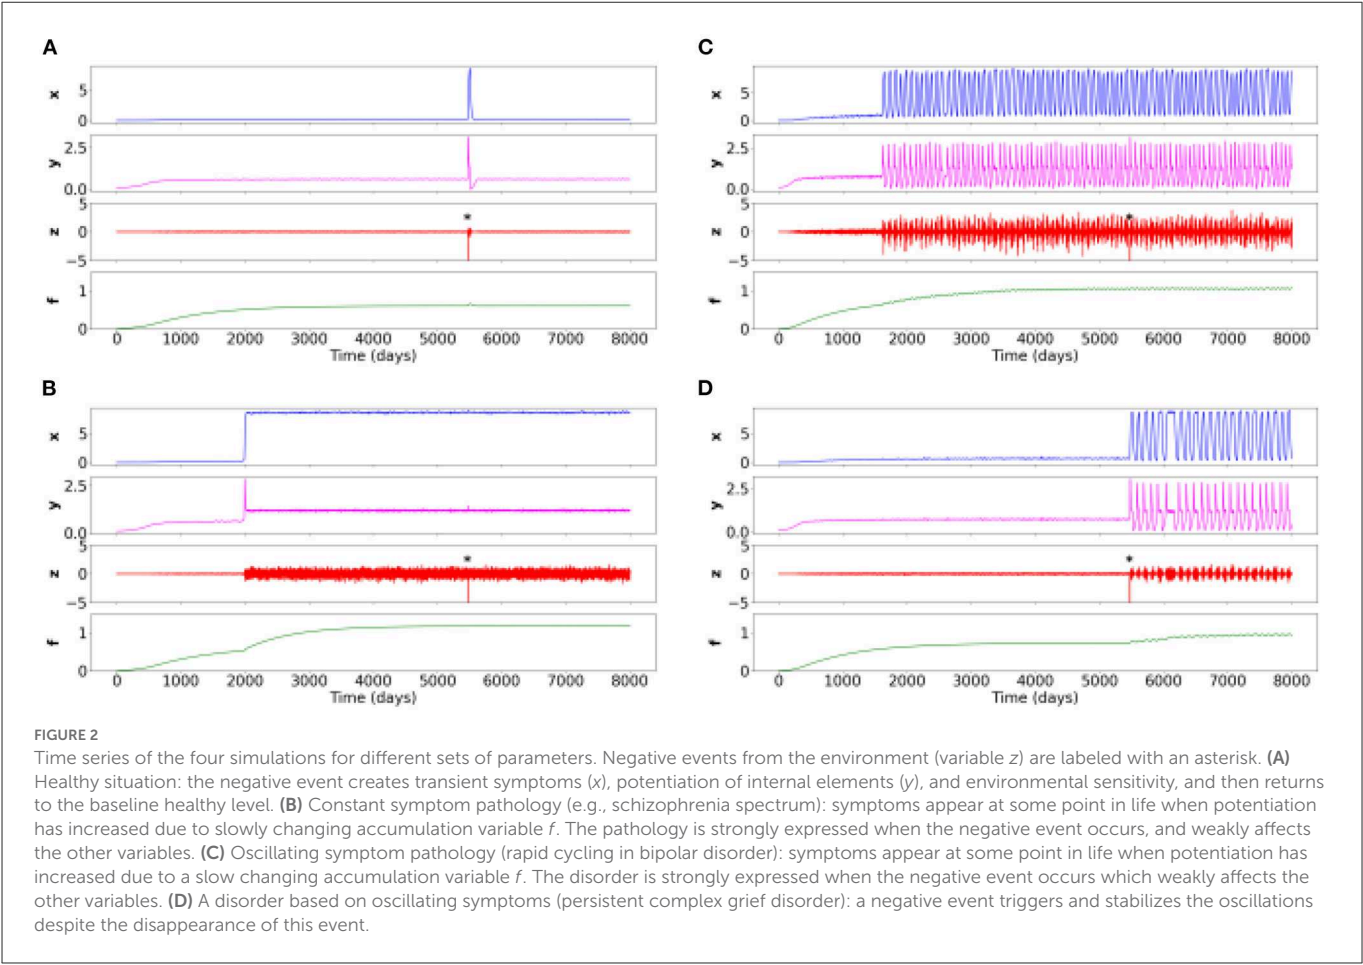 A
x
5
0
y
2.5
0.0
z
5
0
−5
*
f
1
0
0 1000 2000 3000 4000 5000 6000 7000 8000
Time (days)
C
x
5
0
y
2.5
0.0
z
5
0
−5
*
f
1
0
0 1000 2000 3000 4000 5000 6000 7000 8000
Time (days)
B
x
5
0
y
2.5
0.0
z
5
0
−5
*
f
1
0
0 1000 2000 3000 4000 5000 6000 7000 8000
Time (days)
D
x
5
0
y
2.5
0.0
z
5
0
−5
*
f
1
0
0 1000 2000 3000 4000 5000 6000 7000 8000
Time (days)
FIGURE 2
Time series of the four simulations for different sets of parameters. Negative events from the environment (variable z) are labeled with an asterisk. (A)
Healthy situation: the negative event creates transient symptoms (x), potentiation of internal elements (y), and environmental sensitivity, and then returns
to the baseline healthy level. (B) Constant symptom pathology (e.g., schizophrenia spectrum): symptoms appear at some point in life when potentiation
has increased due to slowly changing accumulation variable f. The pathology is strongly expressed when the negative event occurs, and weakly affects
the other variables. (C) Oscillating symptom pathology (rapid cycling in bipolar disorder): symptoms appear at some point in life when potentiation has
increased due to a slow changing accumulation variable f. The disorder is strongly expressed when the negative event occurs which weakly affects the
other variables. (D) A disorder based on oscillating symptoms (persistent complex grief disorder): a negative event triggers and stabilizes the oscillations
despite the disappearance of this event.